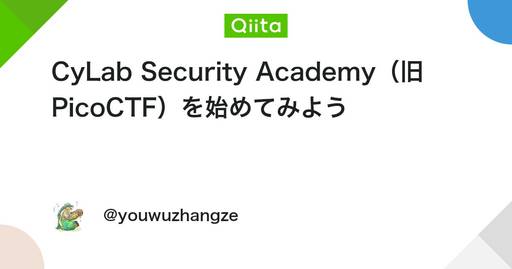 Qiita
CyLab Security Academy（旧
PicoCTF）を始めてみよう
@youwuzhangze